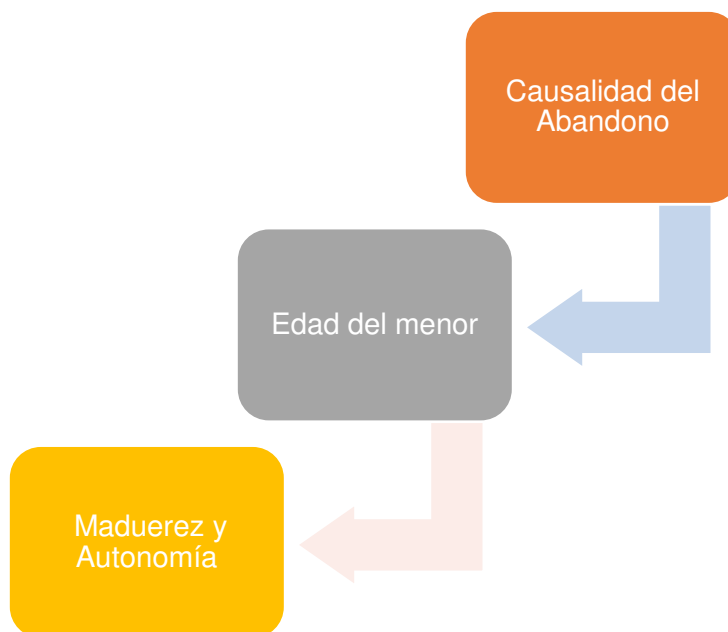 Causalidad del
Abandono
Edad del menor
Maduerez y
Autonomía